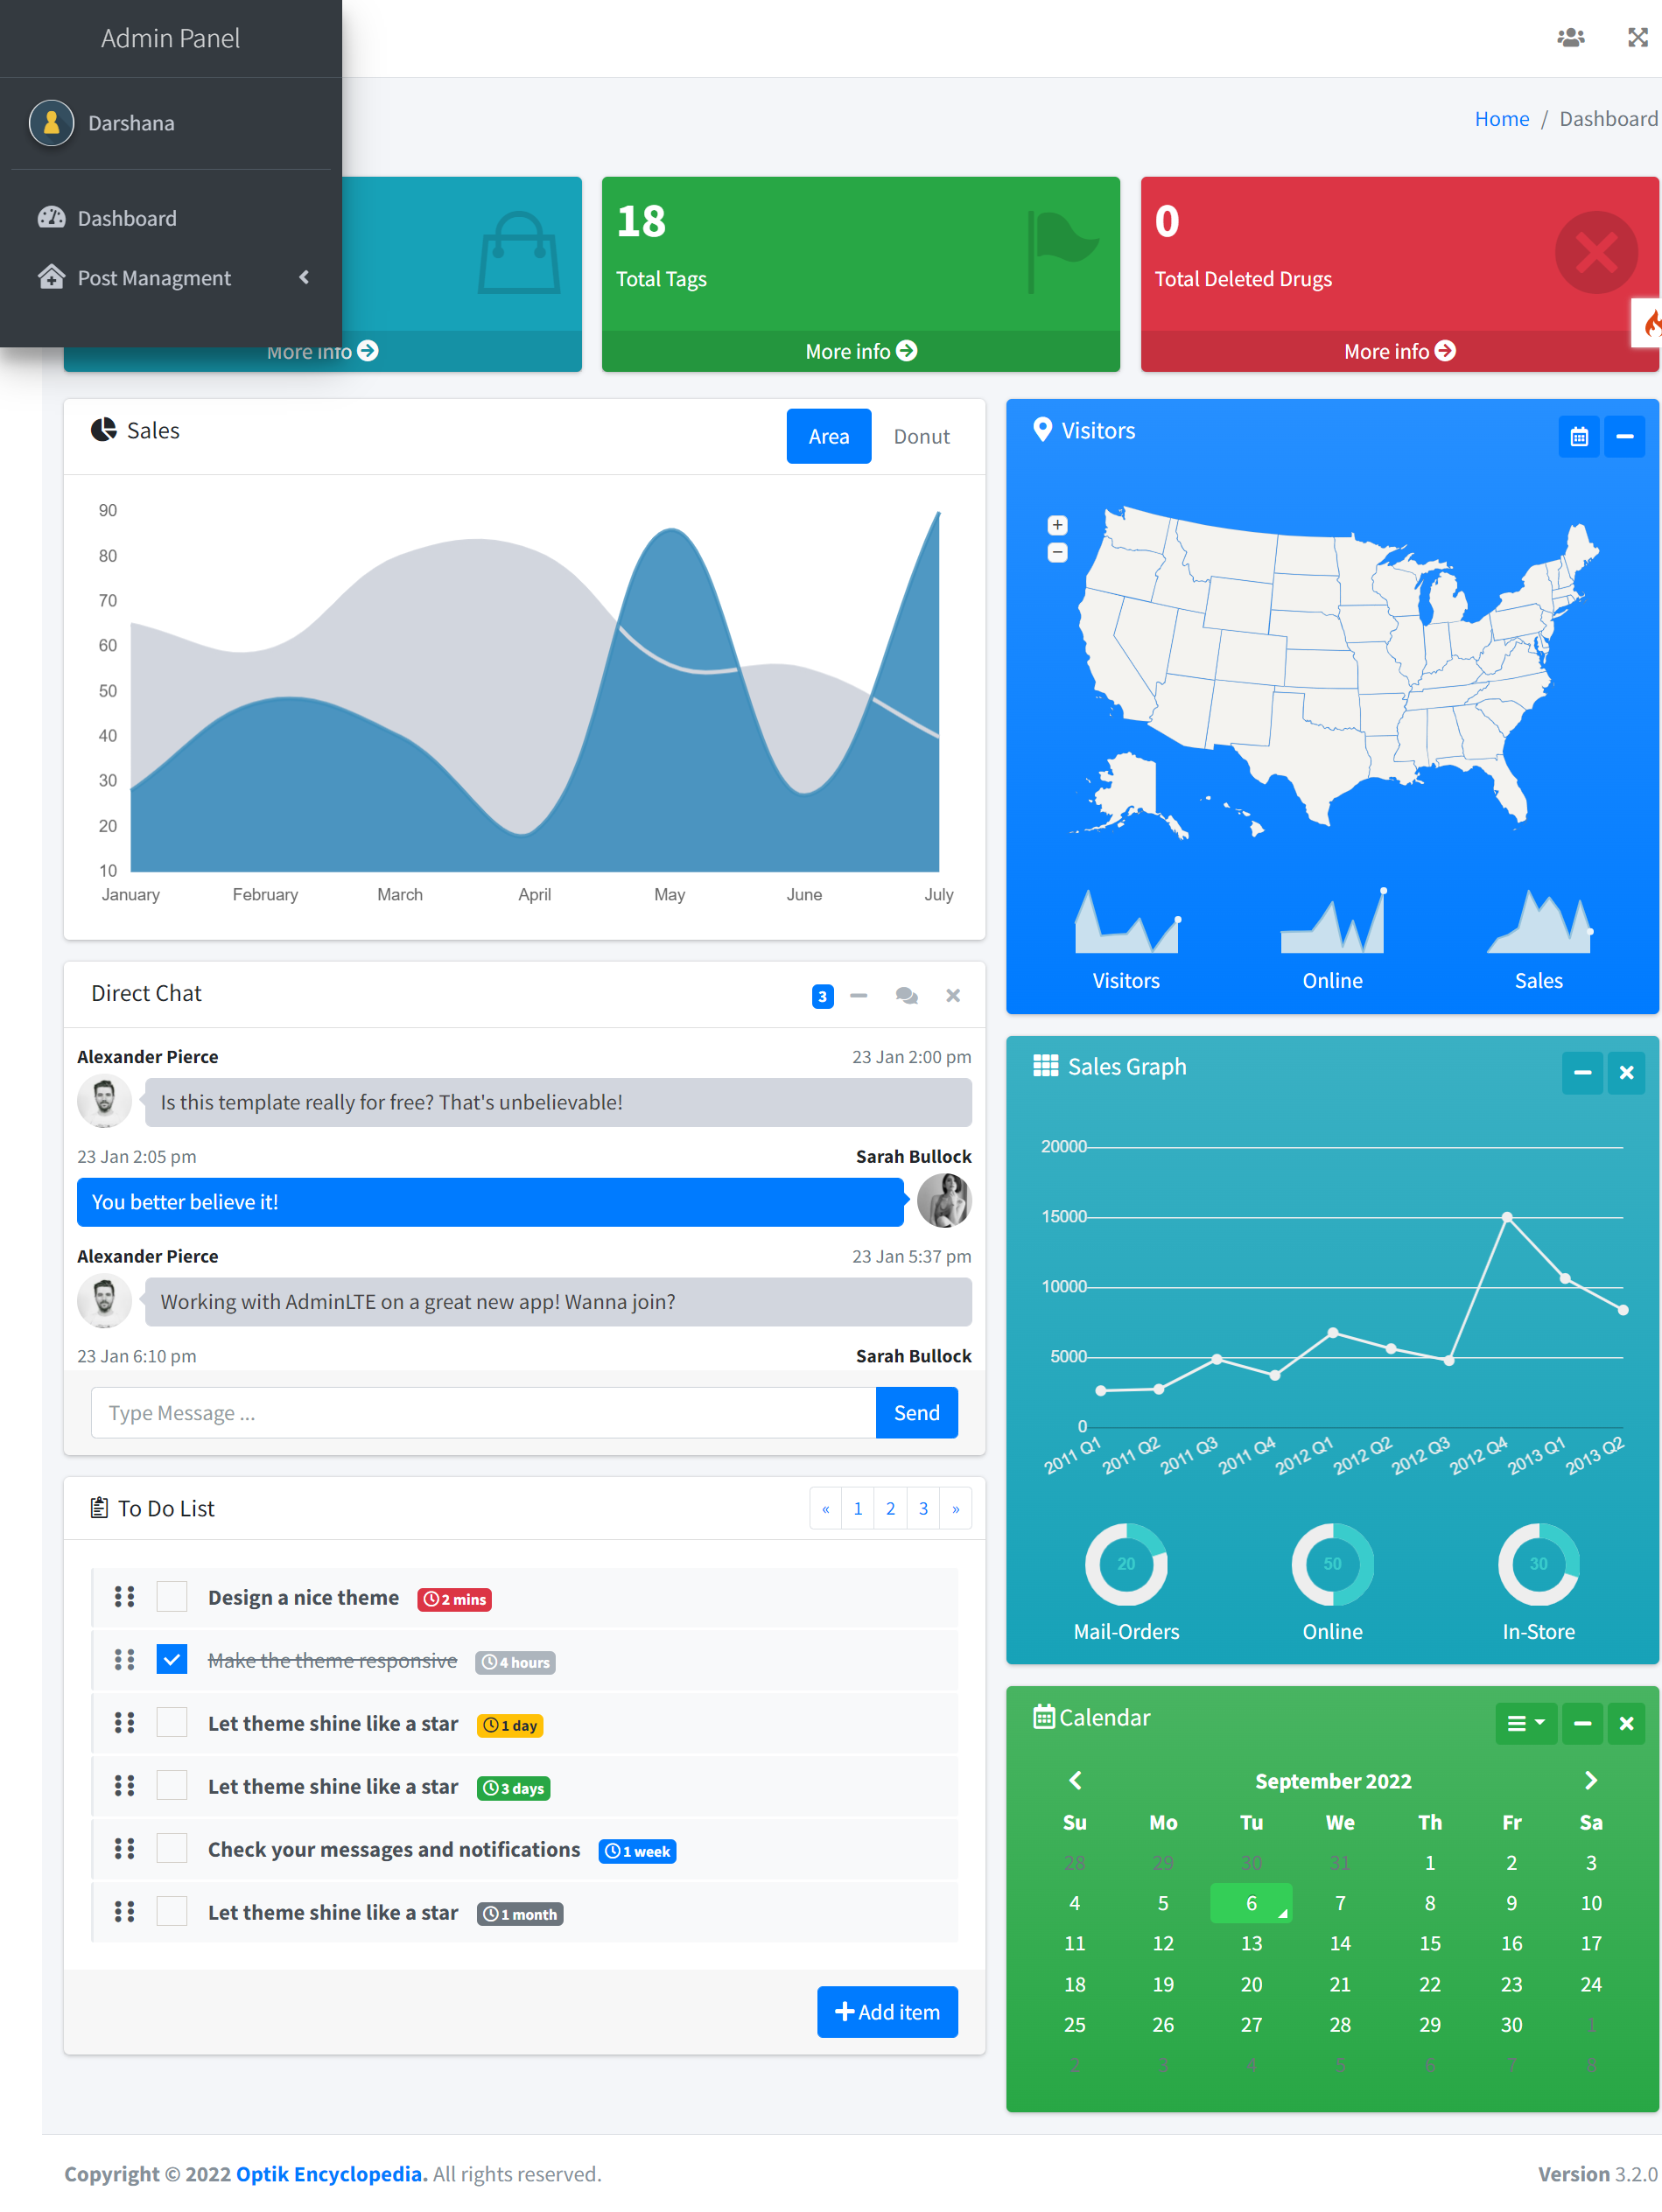 Admin Panel
Darshana
Dashboard
Post Managment
Home / Dashboard
More info
18
Total Tags
More info
0
Total Deleted Drugs
More info
Sales
Area Donut
90
80
70
60
50
40
30
20
10
January February March April May June July
Visitors
+
−
Visitors Online Sales
Direct Chat
3
Alexander Pierce 23 Jan 2:00 pm
Is this template really for free? That's unbelievable!
23 Jan 2:05 pm Sarah Bullock
You better believe it!
Alexander Pierce 23 Jan 5:37 pm
Working with AdminLTE on a great new app! Wanna join?
23 Jan 6:10 pm Sarah Bullock
Type Message ... Send
Sales Graph
20000
15000
10000
5000
0
2011 Q1 2011 Q2 2011 Q3 2011 Q4 2012 Q1 2012 Q2 2012 Q3 2012 Q4 2013 Q1 2013 Q2
20 50 30
Mail-Orders Online In-Store
To Do List
« 1 2 3 »
Design a nice theme 2 mins
Make the theme responsive 4 hours
Let theme shine like a star 1 day
Let theme shine like a star 3 days
Check your messages and notifications 1 week
Let theme shine like a star 1 month
Add item
Calendar
September 2022
Su Mo Tu We Th Fr Sa
28 29 30 31 1 2 3
4 5 6 7 8 9 10
11 12 13 14 15 16 17
18 19 20 21 22 23 24
25 26 27 28 29 30 1
2 3 4 5 6 7 8
Copyright © 2022 Optik Encyclopedia. All rights reserved.
Version 3.2.0